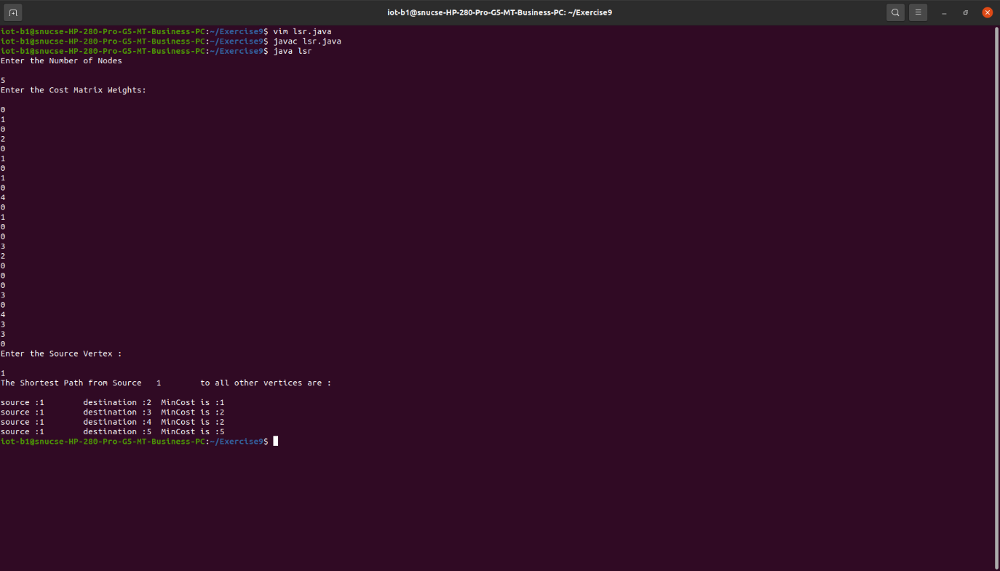 iot-b1@snucse-HP-280-Pro-G5-MT-Business-PC: ~/Exercise9
iot-b1@snucse-HP-280-Pro-G5-MT-Business-PC:~/Exercise9$ vim lsr.java
iot-b1@snucse-HP-280-Pro-G5-MT-Business-PC:~/Exercise9$ javac lsr.java
iot-b1@snucse-HP-280-Pro-G5-MT-Business-PC:~/Exercise9$ java lsr
Enter the Number of Nodes
5
Enter the Cost Matrix Weights:
0
1
0
2
0
1
0
1
0
4
0
1
0
0
3
2
0
0
0
3
0
4
3
3
0
Enter the Source Vertex :
1
The Shortest Path from Source   1        to all other vertices are :
source :1        destination :2  MinCost is :1
source :1        destination :3  MinCost is :2
source :1        destination :4  MinCost is :2
source :1        destination :5  MinCost is :5
iot-b1@snucse-HP-280-Pro-G5-MT-Business-PC:~/Exercise9$